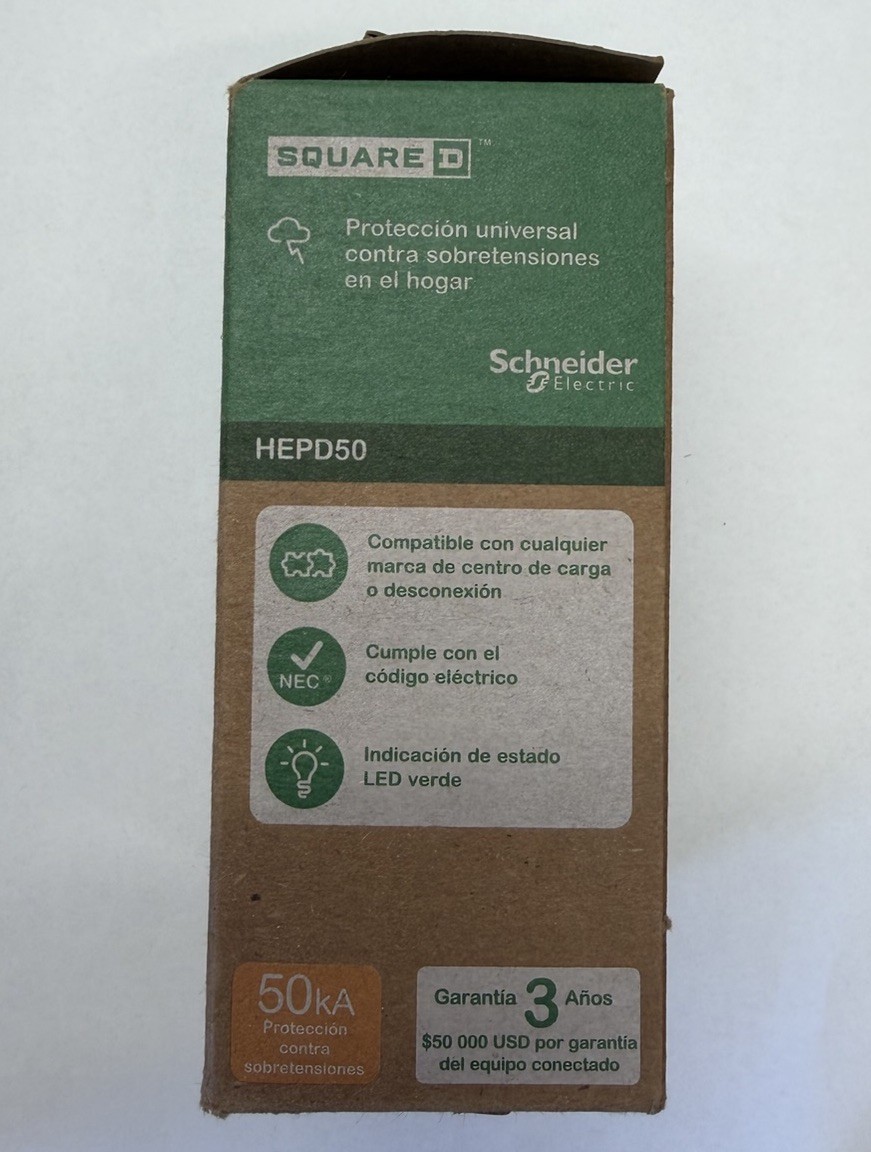 SQUARE D™
Protección universal
contra sobretensiones
en el hogar
Schneider
Electric
HEPD50
Compatible con cualquier
marca de centro de carga
o desconexión
NEC®
Cumple con el
código eléctrico
Indicación de estado
LED verde
50kA
Protección
contra
sobretensiones
Garantía 3 Años
$50 000 USD por garantía
del equipo conectado